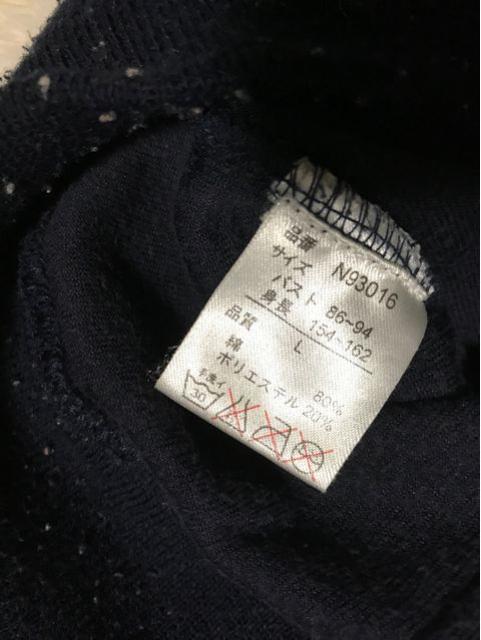 品番 N93016
サイズ
バスト 86~94
身長 154~162
L
品質
綿 80%
ポリエステル 20%
手洗イ
30